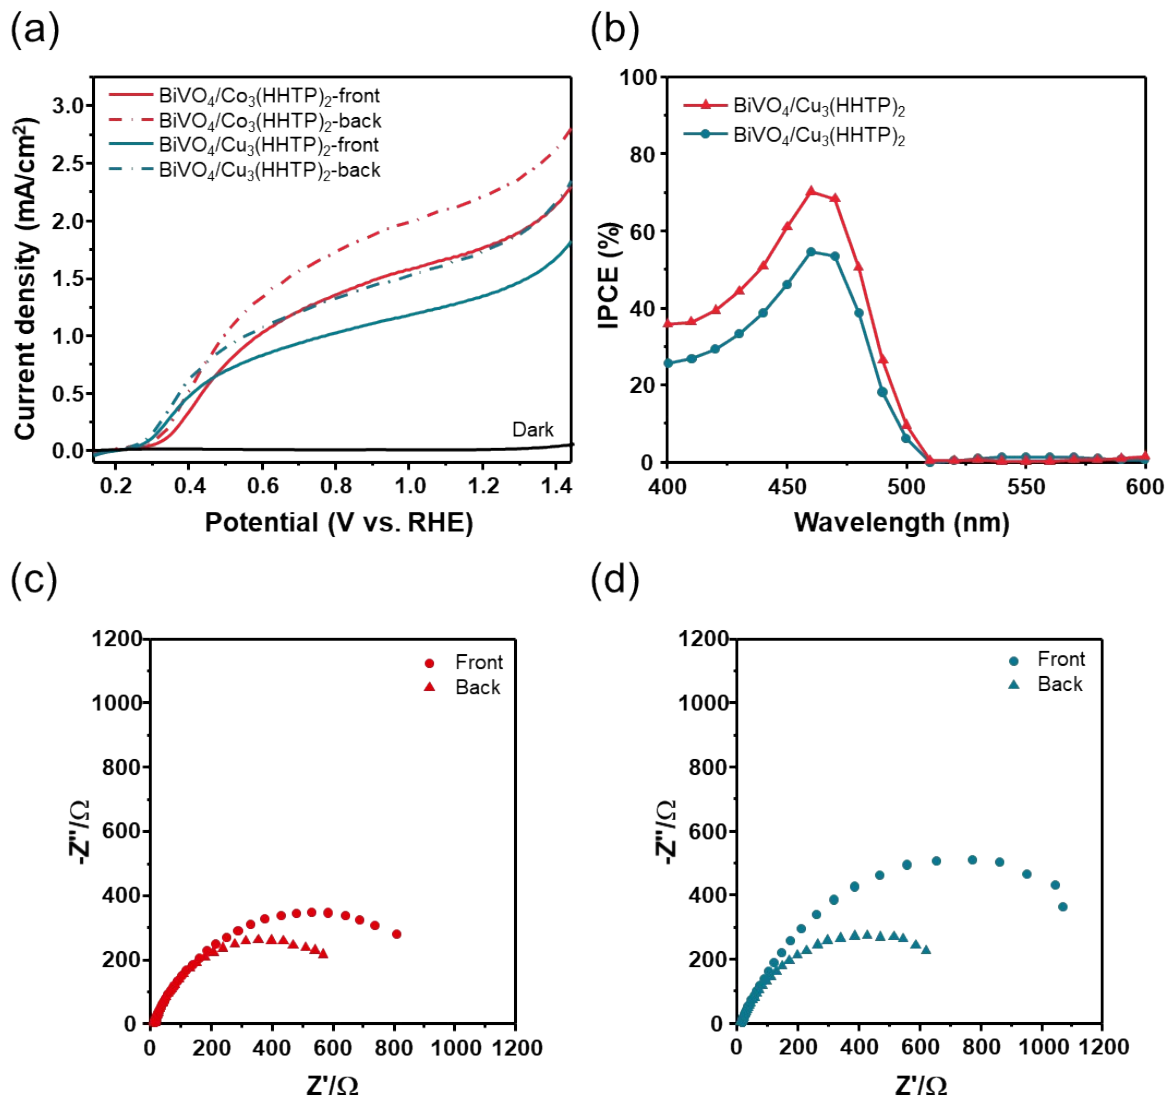 (a)
BiVO₄/Co₃(HHTP)₂-front
BiVO₄/Co₃(HHTP)₂-back
BiVO₄/Cu₃(HHTP)₂-front
BiVO₄/Cu₃(HHTP)₂-back
Dark
3.0
2.5
2.0
1.5
1.0
0.5
0.0
Current density (mA/cm²)
0.2
0.4
0.6
0.8
1.0
1.2
1.4
Potential (V vs. RHE)
(b)
BiVO₄/Cu₃(HHTP)₂
BiVO₄/Cu₃(HHTP)₂
100
80
60
40
20
0
IPCE (%)
400
450
500
550
600
Wavelength (nm)
(c)
Front
Back
1200
1000
800
600
400
200
0
-Z"/Ω
0
200
400
600
800
1000
1200
Z'/Ω
(d)
Front
Back
1200
1000
800
600
400
200
0
-Z"/Ω
0
200
400
600
800
1000
1200
Z'/Ω